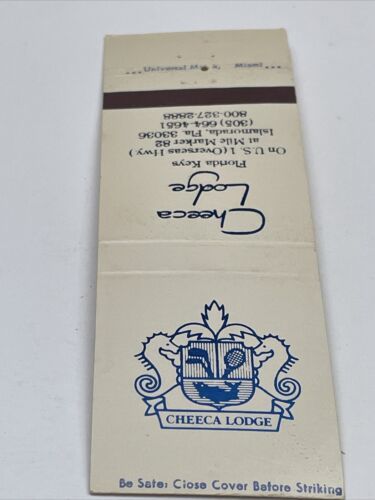 ...Universal M s, Miami...
800-327-2888
(305) 664-4651
Islamorada, Fla. 33036
at Mile Marker 82
On U.S. 1 (Overseas Hwy.)
Florida Keys
Lodge
Cheeca
CHEECA LODGE
Be Safe: Close Cover Before Striking